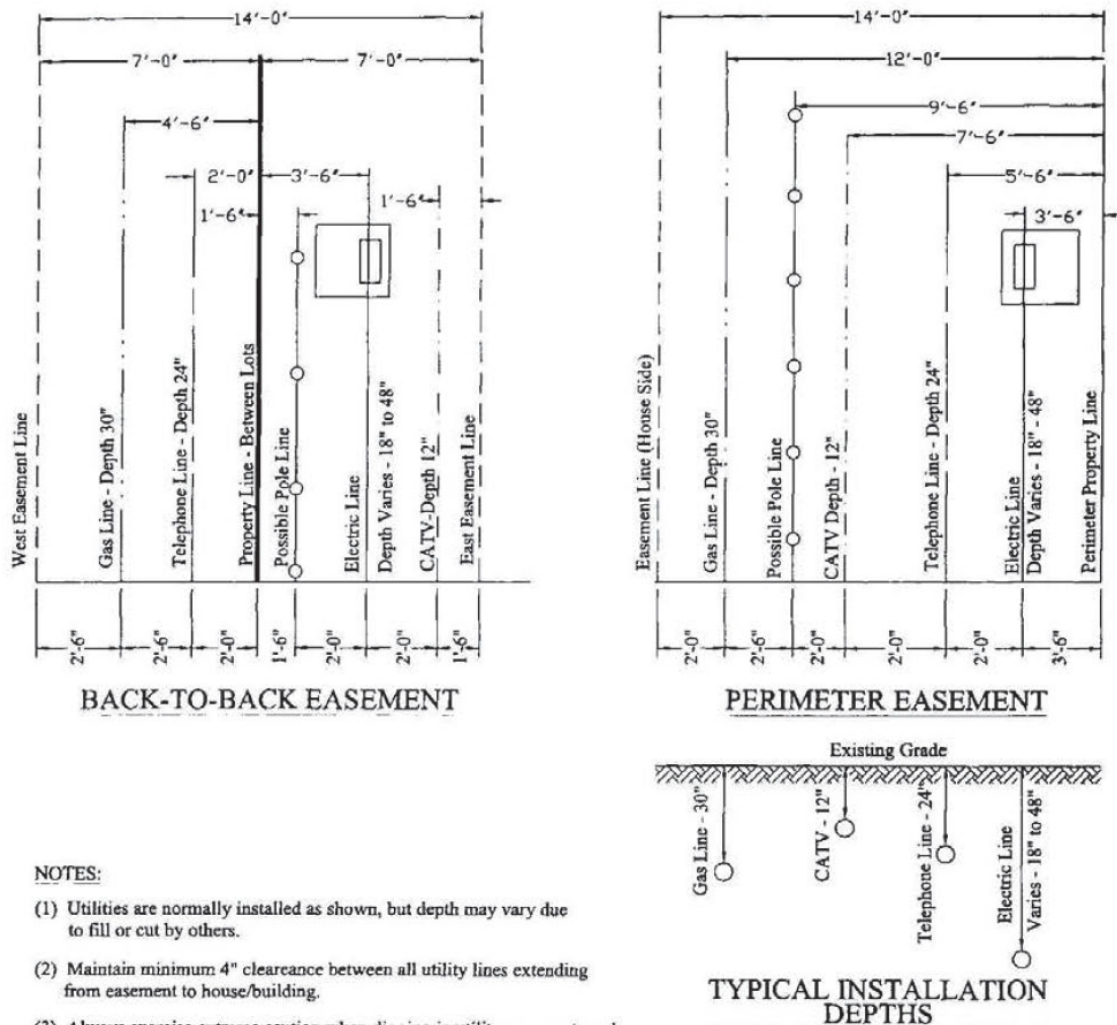 14'-0"
7'-0"
7'-0"
4'-6"
2'-0"
3'-6"
1'-6"
1'-6"
West Easement Line
Gas Line - Depth 30"
Telephone Line - Depth 24"
Property Line - Between Lots
Possible Pole Line
Electric Line
Depth Varies - 18" to 48"
CATV-Depth 12"
East Easement Line
2'-6"
2'-6"
2'-0"
1'-6"
2'-0"
2'-0"
1'-6"
BACK-TO-BACK EASEMENT
14'-0"
12'-0"
9'-6"
7'-6"
5'-6"
3'-6"
Easement Line (House Side)
Gas Line - Depth 30"
Possible Pole Line
CATV Depth - 12"
Telephone Line - Depth 24"
Electric Line
Depth Varies - 18" - 48"
Perimeter Property Line
2'-0"
2'-6"
2'-0"
2'-6"
2'-0"
3'-6"
PERIMETER EASEMENT
Existing Grade
Gas Line - 30"
CATV - 12"
Telephone Line - 24"
Electric Line
Varies - 18" to 48"
TYPICAL INSTALLATION
DEPTHS
NOTES:
(1) Utilities are normally installed as shown, but depth may vary due
to fill or cut by others.
(2) Maintain minimum 4" cleareance between all utility lines extending
from easement to house/building.